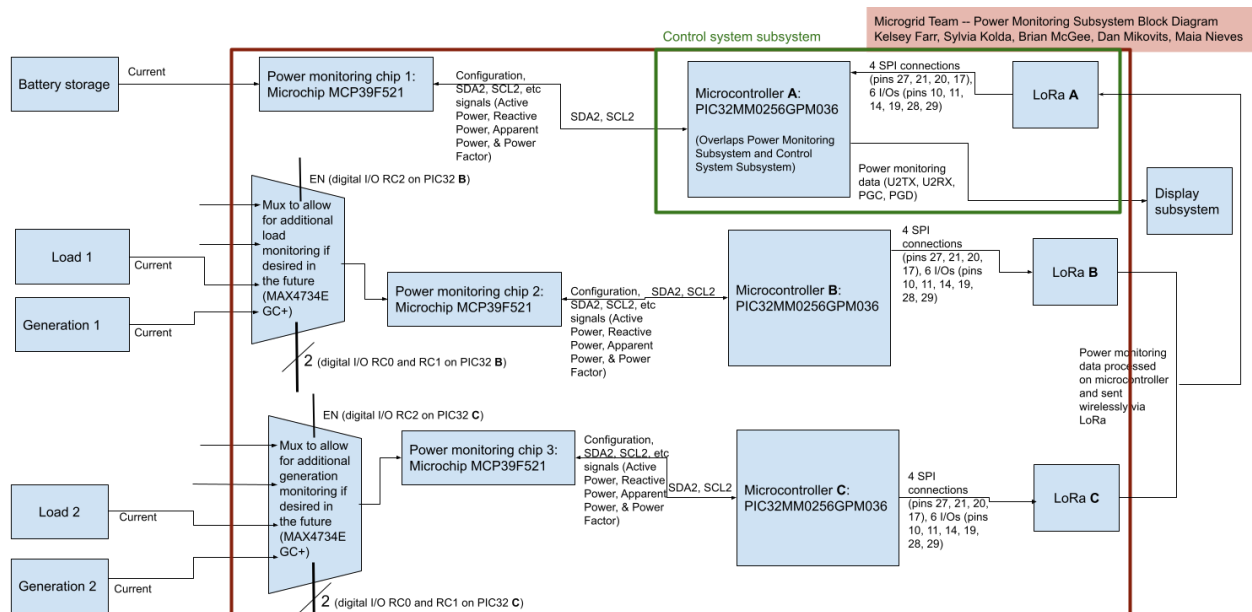 Microgrid Team -- Power Monitoring Subsystem Block Diagram
Kelsey Farr, Sylvia Kolda, Brian McGee, Dan Mikovits, Maia Nieves
Control system subsystem
Battery storage
Current
Power monitoring chip 1:
Microchip MCP39F521
Configuration,
SDA2, SCL2, etc
signals (Active
Power, Reactive
Power, Apparent
Power, & Power
Factor)
SDA2, SCL2
Microcontroller A:
PIC32MM0256GPM036
(Overlaps Power Monitoring
Subsystem and Control
System Subsystem)
4 SPI connections
(pins 27, 21, 20, 17),
6 I/Os (pins 10, 11,
14, 19, 28, 29)
LoRa A
Power monitoring
data (U2TX, U2RX,
PGC, PGD)
Display
subsystem
EN (digital I/O RC2 on PIC32 B)
Mux to allow
for additional
load
monitoring if
desired in
the future
(MAX4734E
GC+)
Load 1
Current
Generation 1
Current
2 (digital I/O RC0 and RC1 on PIC32 B)
Power monitoring chip 2:
Microchip MCP39F521
Configuration,
SDA2, SCL2, etc
signals (Active
Power, Reactive
Power, Apparent
Power, & Power
Factor)
SDA2, SCL2
Microcontroller B:
PIC32MM0256GPM036
4 SPI
connections
(pins 27, 21, 20,
17), 6 I/Os (pins
10, 11, 14, 19,
28, 29)
LoRa B
Power monitoring
data processed
on microcontroller
and sent
wirelessly via
LoRa
EN (digital I/O RC2 on PIC32 C)
Mux to allow
for additional
generation
monitoring if
desired in
the future
(MAX4734E
GC+)
Load 2
Current
Generation 2
Current
2 (digital I/O RC0 and RC1 on PIC32 C)
Power monitoring chip 3:
Microchip MCP39F521
Configuration,
SDA2, SCL2, etc
signals (Active
Power, Reactive
Power, Apparent
Power, & Power
Factor)
SDA2, SCL2
Microcontroller C:
PIC32MM0256GPM036
4 SPI
connections
(pins 27, 21, 20,
17), 6 I/Os (pins
10, 11, 14, 19,
28, 29)
LoRa C